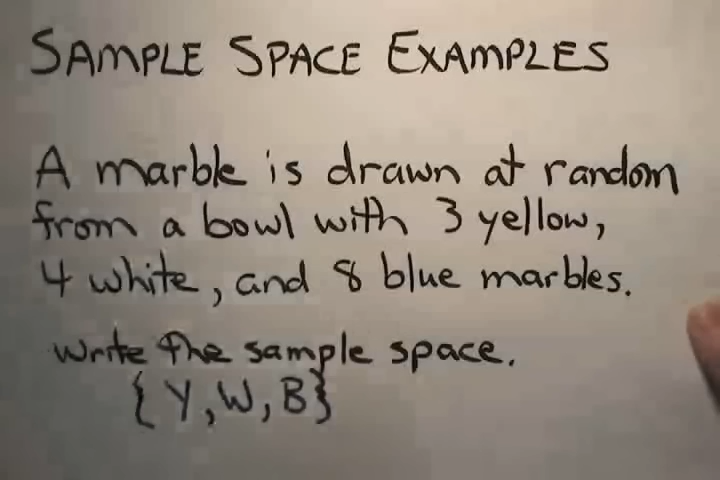 SAMPLE SPACE EXAMPLES
A marble is drawn at random
from a bowl with 3 yellow,
4 white, and 8 blue marbles.
Write the sample space.
{Y, W, B}